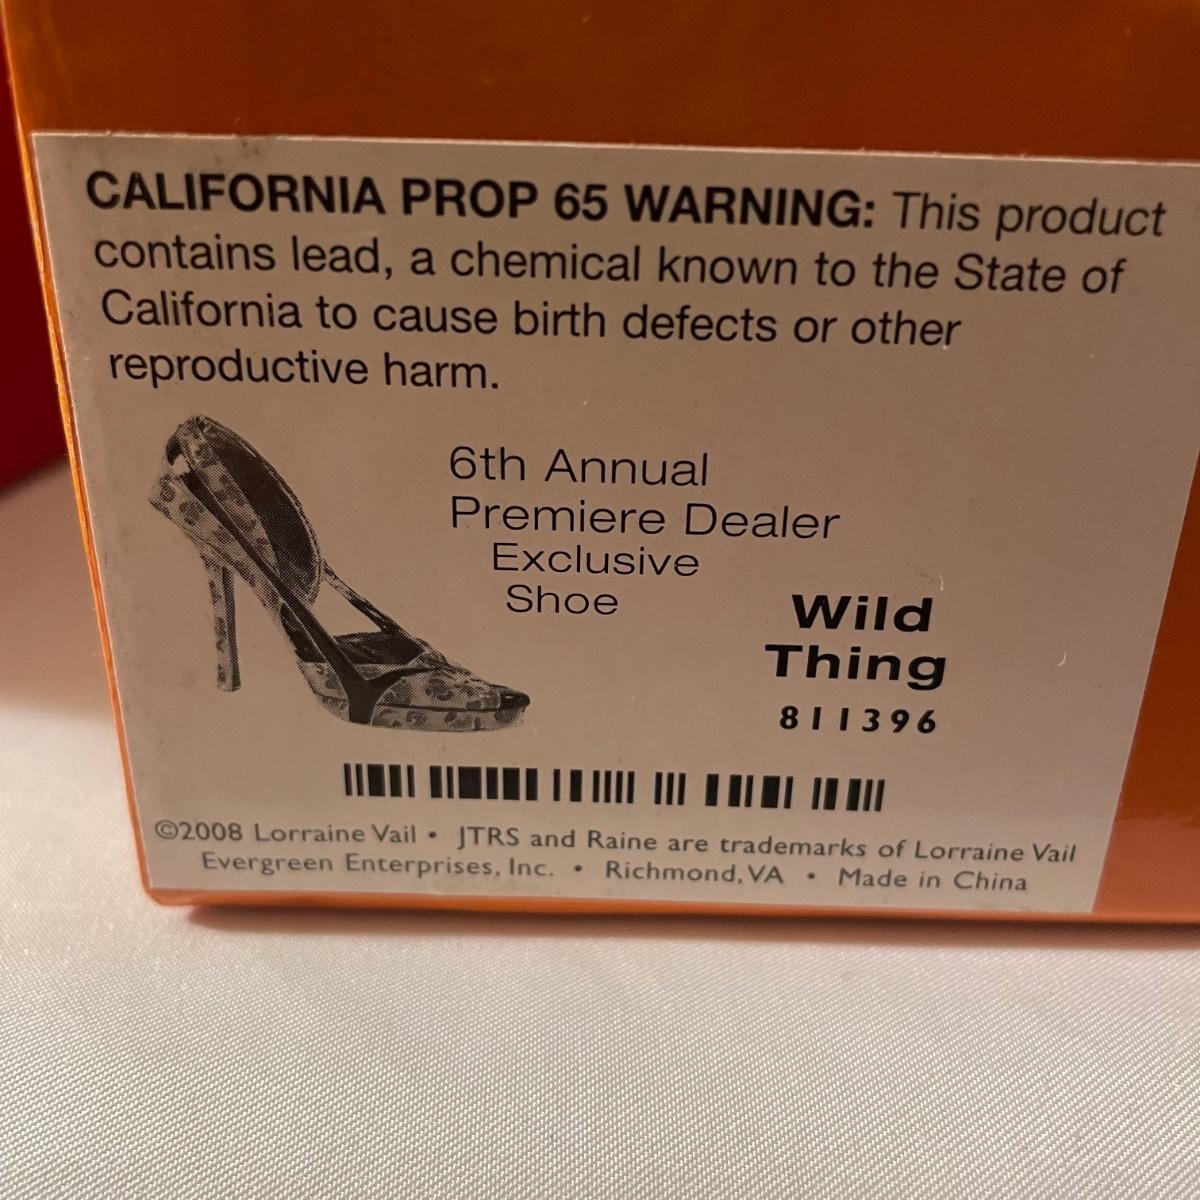 CALIFORNIA PROP 65 WARNING: This product
contains lead, a chemical known to the State of
California to cause birth defects or other
reproductive harm.
6th Annual
Premiere Dealer
Exclusive
Shoe
Wild
Thing
811396
©2008 Lorraine Vail • JTRS and Raine are trademarks of Lorraine Vail
Evergreen Enterprises, Inc. • Richmond, VA • Made in China